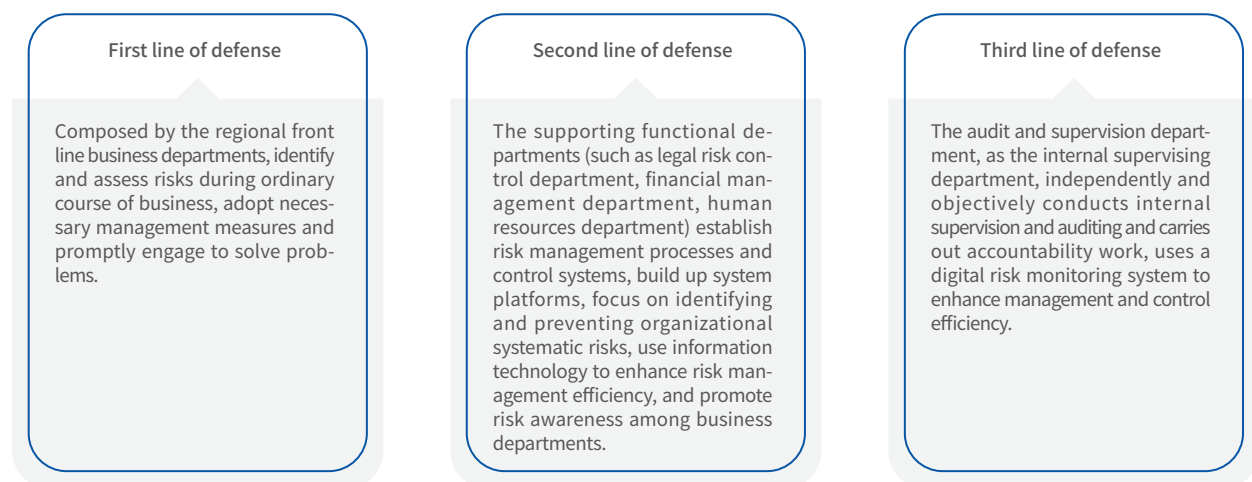 First line of defense
Composed by the regional front
line business departments, identify
and assess risks during ordinary
course of business, adopt neces-
sary management measures and
promptly engage to solve prob-
lems.
Second line of defense
The supporting functional de-
partments (such as legal risk con-
trol department, financial man-
agement department, human
resources department) establish
risk management processes and
control systems, build up system
platforms, focus on identifying
and preventing organizational
systematic risks, use information
technology to enhance risk man-
agement efficiency, and promote
risk awareness among business
departments.
Third line of defense
The audit and supervision depart-
ment, as the internal supervising
department, independently and
objectively conducts internal
supervision and auditing and carries
out accountability work, uses a
digital risk monitoring system to
enhance management and control
efficiency.